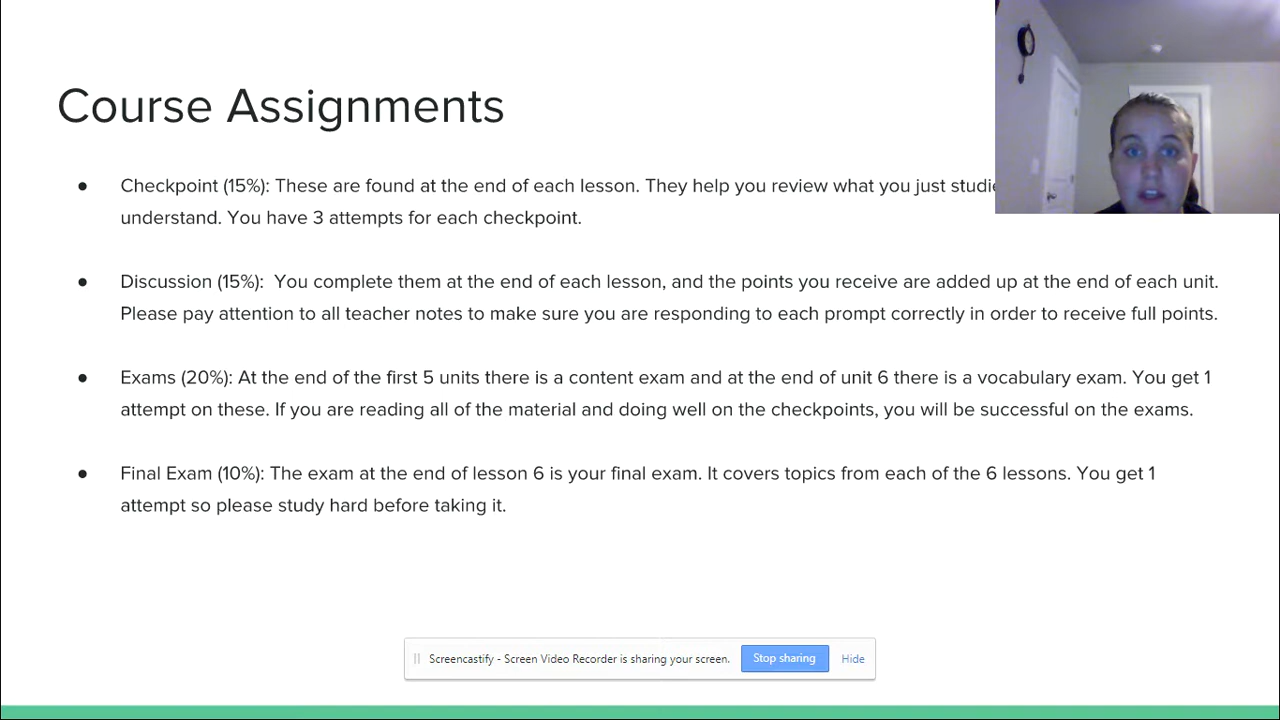 Course Assignments
● Checkpoint (15%): These are found at the end of each lesson. They help you review what you just
understand. You have 3 attempts for each checkpoint.
● Discussion (15%): You complete them at the end of each lesson, and the points you receive are added up at the end of each unit.
Please pay attention to all teacher notes to make sure you are responding to each prompt correctly in order to receive full points.
● Exams (20%): At the end of the first 5 units there is a content exam and at the end of unit 6 there is a vocabulary exam. You get 1
attempt on these. If you are reading all of the material and doing well on the checkpoints, you will be successful on the exams.
● Final Exam (10%): The exam at the end of lesson 6 is your final exam. It covers topics from each of the 6 lessons. You get 1
attempt so please study hard before taking it.
Screencastify - Screen Video Recorder is sharing your screen. Stop sharing Hide